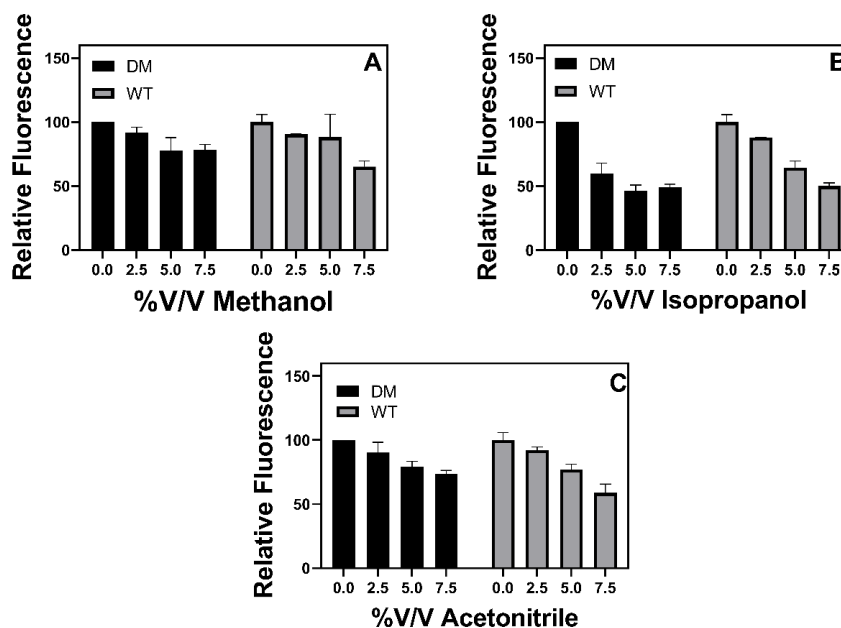 A
DM
WT
150
100
50
0
Relative Fluorescence
0.0 2.5 5.0 7.5 0.0 2.5 5.0 7.5
%V/V Methanol
B
DM
WT
150
100
50
0
Relative Fluorescence
0.0 2.5 5.0 7.5 0.0 2.5 5.0 7.5
%V/V Isopropanol
C
DM
WT
150
100
50
0
Relative Fluorescence
0.0 2.5 5.0 7.5 0.0 2.5 5.0 7.5
%V/V Acetonitrile